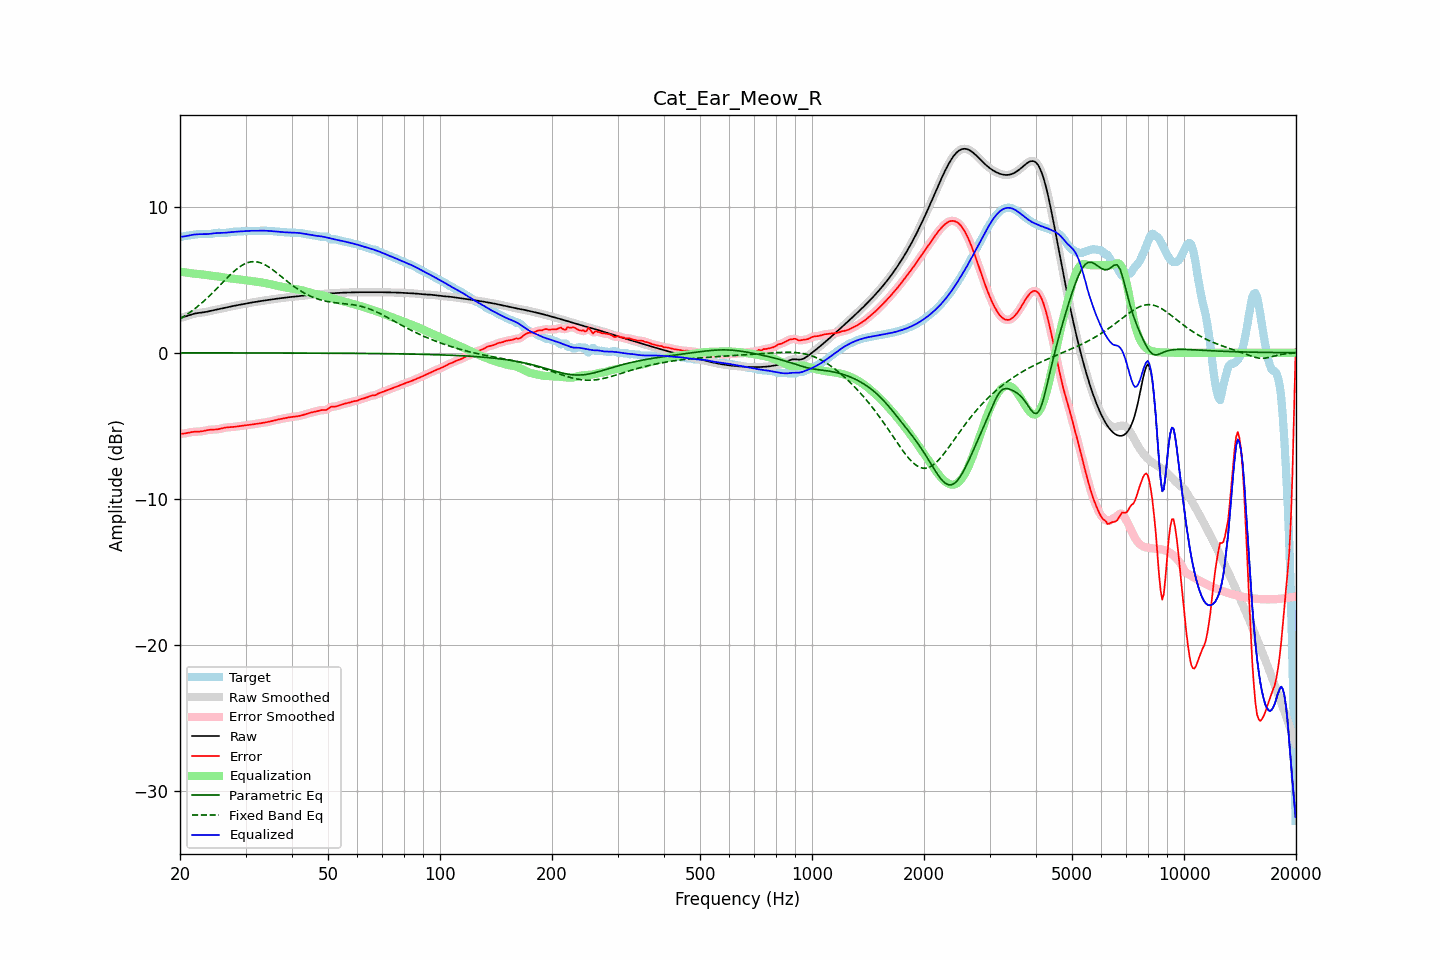 Cat_Ear_Meow_R
10
0
−10
−20
−30
Amplitude (dBr)
Target
Raw Smoothed
Error Smoothed
Raw
Error
Equalization
Parametric Eq
Fixed Band Eq
Equalized
20 50 100 200 500 1000 2000 5000 10000 20000
Frequency (Hz)